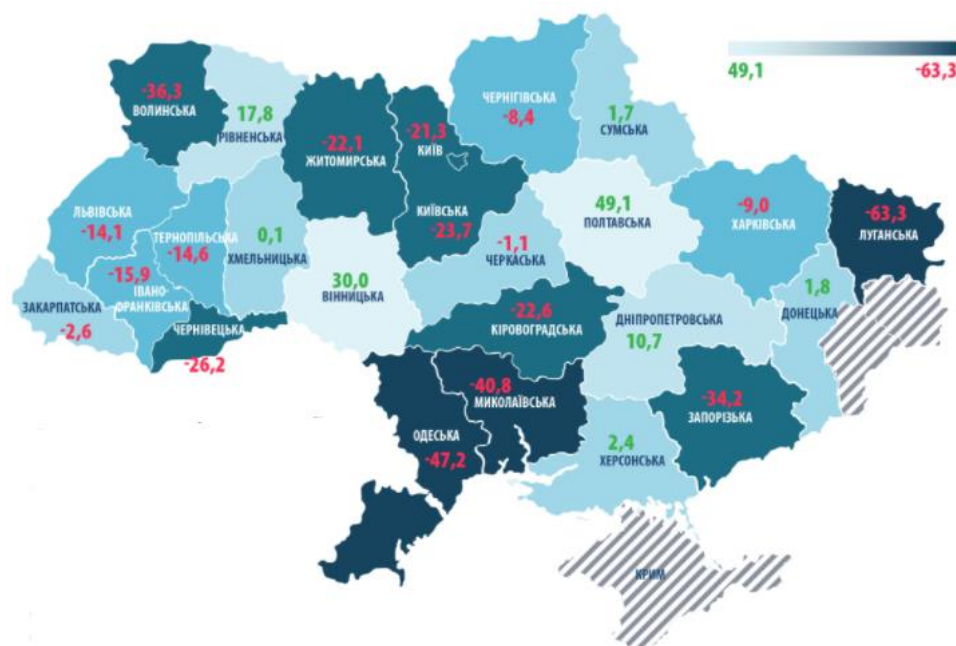 49,1
-63,3
-36,3
ВОЛИНСЬКА
17,8
РІВНЕНСЬКА
-22,1
ЖИТОМИРСЬКА
-21,3
КИЇВ
КИЇВСЬКА
-23,7
ЧЕРНІГІВСЬКА
-8,4
1,7
СУМСЬКА
ЛЬВІВСЬКА
-14,1
ТЕРНОПІЛЬСЬКА
-14,6
0,1
ХМЕЛЬНИЦЬКА
30,0
ВІННИЦЬКА
-1,1
ЧЕРКАСЬКА
49,1
ПОЛТАВСЬКА
-9,0
ХАРКІВСЬКА
-63,3
ЛУГАНСЬКА
ЗАКАРПАТСЬКА
-2,6
-15,9
ІВАНО-
ФРАНКІВСЬКА
ЧЕРНІВЕЦЬКА
-26,2
-22,6
КІРОВОГРАДСЬКА
ДНІПРОПЕТРОВСЬКА
10,7
1,8
ДОНЕЦЬКА
ОДЕСЬКА
-47,2
-40,8
МИКОЛАЇВСЬКА
2,4
ХЕРСОНСЬКА
-34,2
ЗАПОРІЗЬКА
КРИМ